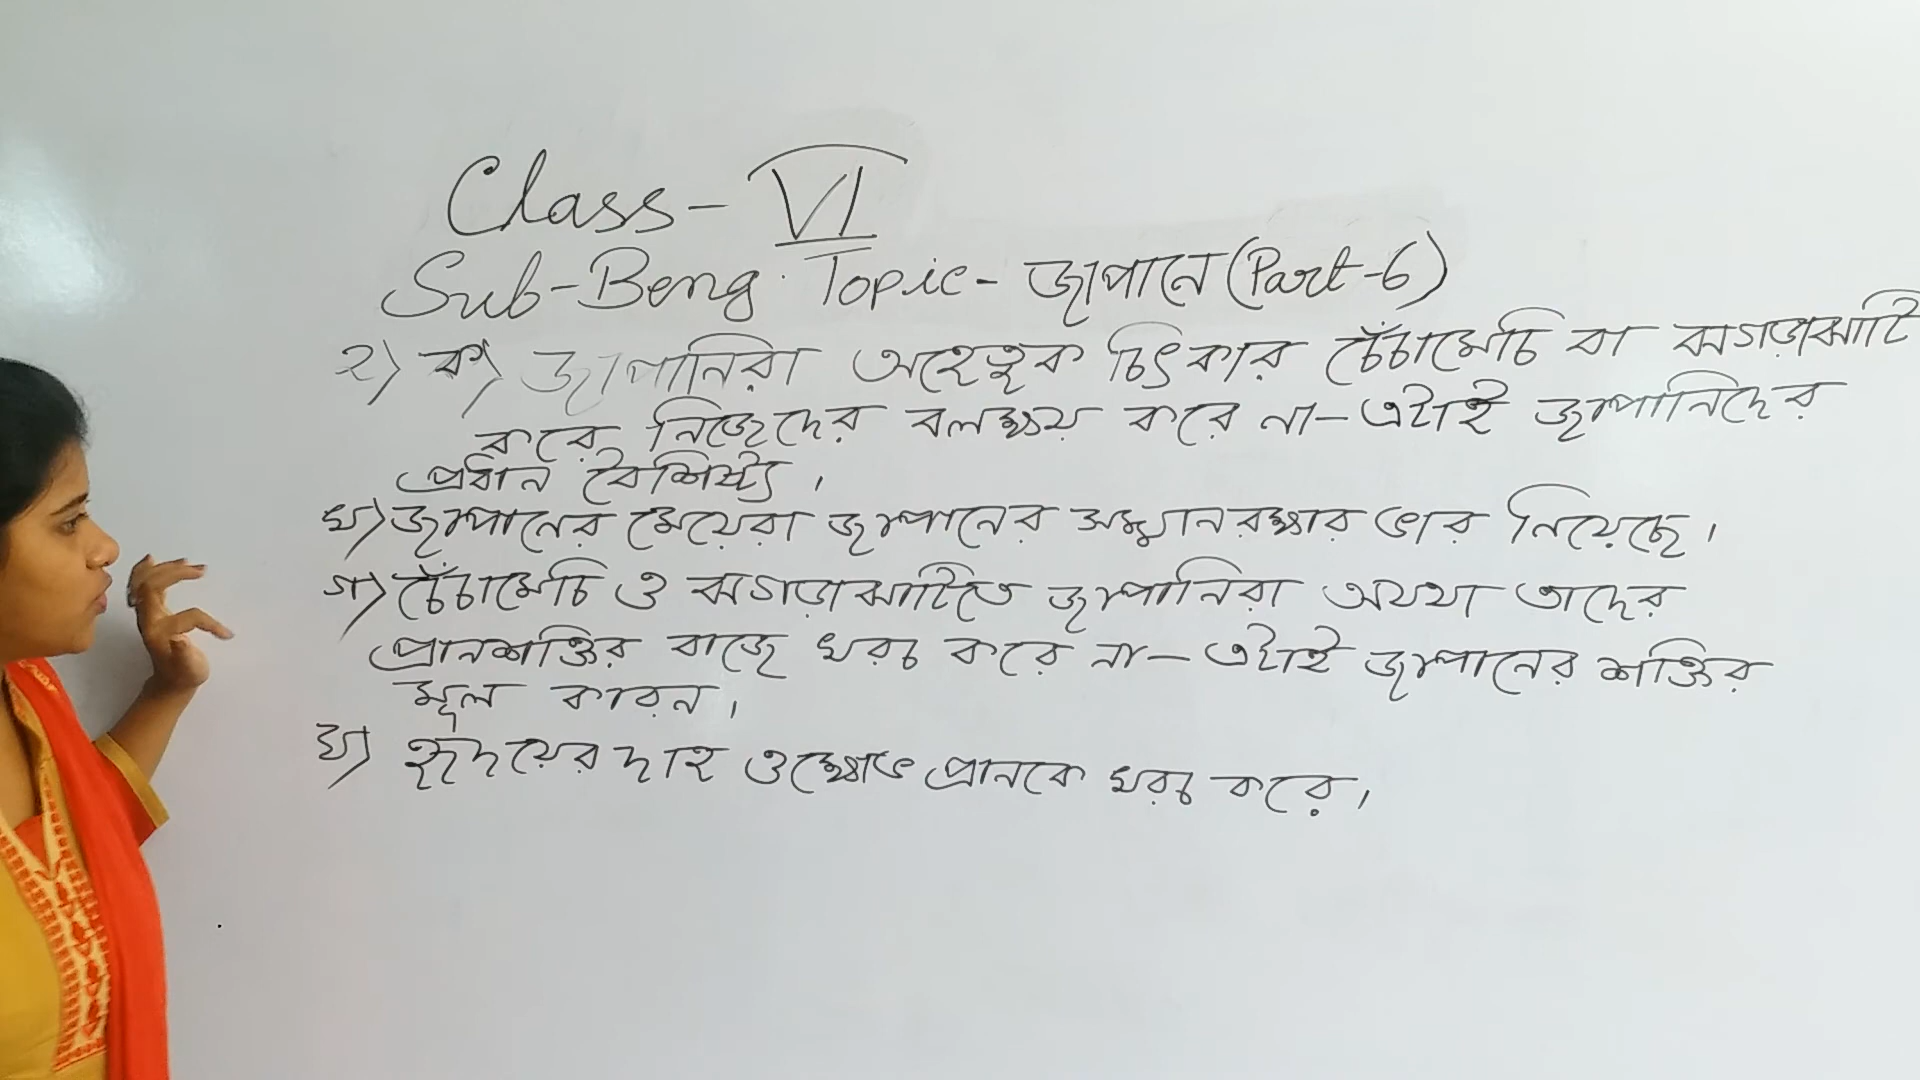 Class - VI
Sub-Beng. Topic - জাপানে (Part-6)
২) ক) জাপানিরা অহেতুক চিৎকার চেঁচামেচি বা ঝগড়াঝাটি
করে নিজেদের বলক্ষয় করে না - এটাই জাপানিদের
প্রধান বৈশিষ্ট্য।
খ) জাপানের মেয়েরা জাপানের সম্মানরক্ষার ভার নিয়েছে।
গ) চেঁচামেচি ও ঝগড়াঝাটিতে জাপানিরা অযথা তাদের
প্রানশক্তির বাজে খরচ করে না - এটাই জাপানের শক্তির
মূল কারন।
ঘ) হৃদয়ের দাহ ও ক্ষোভ প্রানকে খরচ করে।